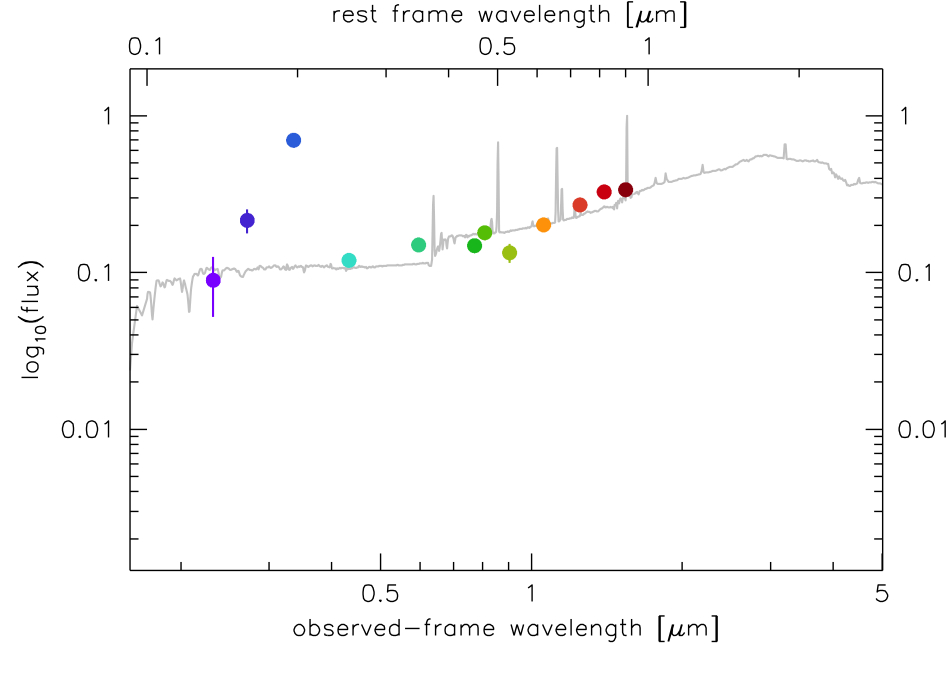 rest frame wavelength [μm]
0.1 0.5 1
1 1
0.1 0.1
0.01 0.01
log10(flux)
0.5 1 5
observed−frame wavelength [μm]